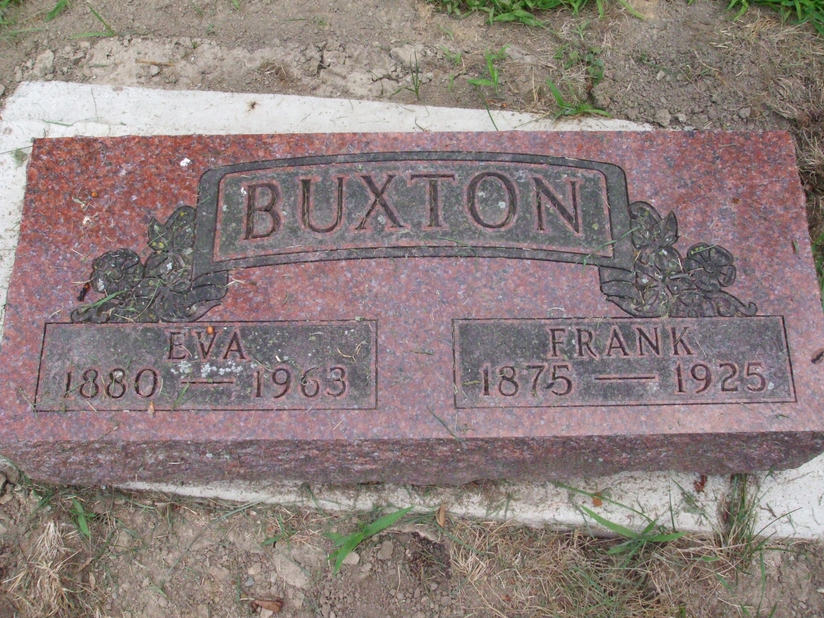 BUXTON
EVA
1880 — 1963
FRANK
1875 — 1925